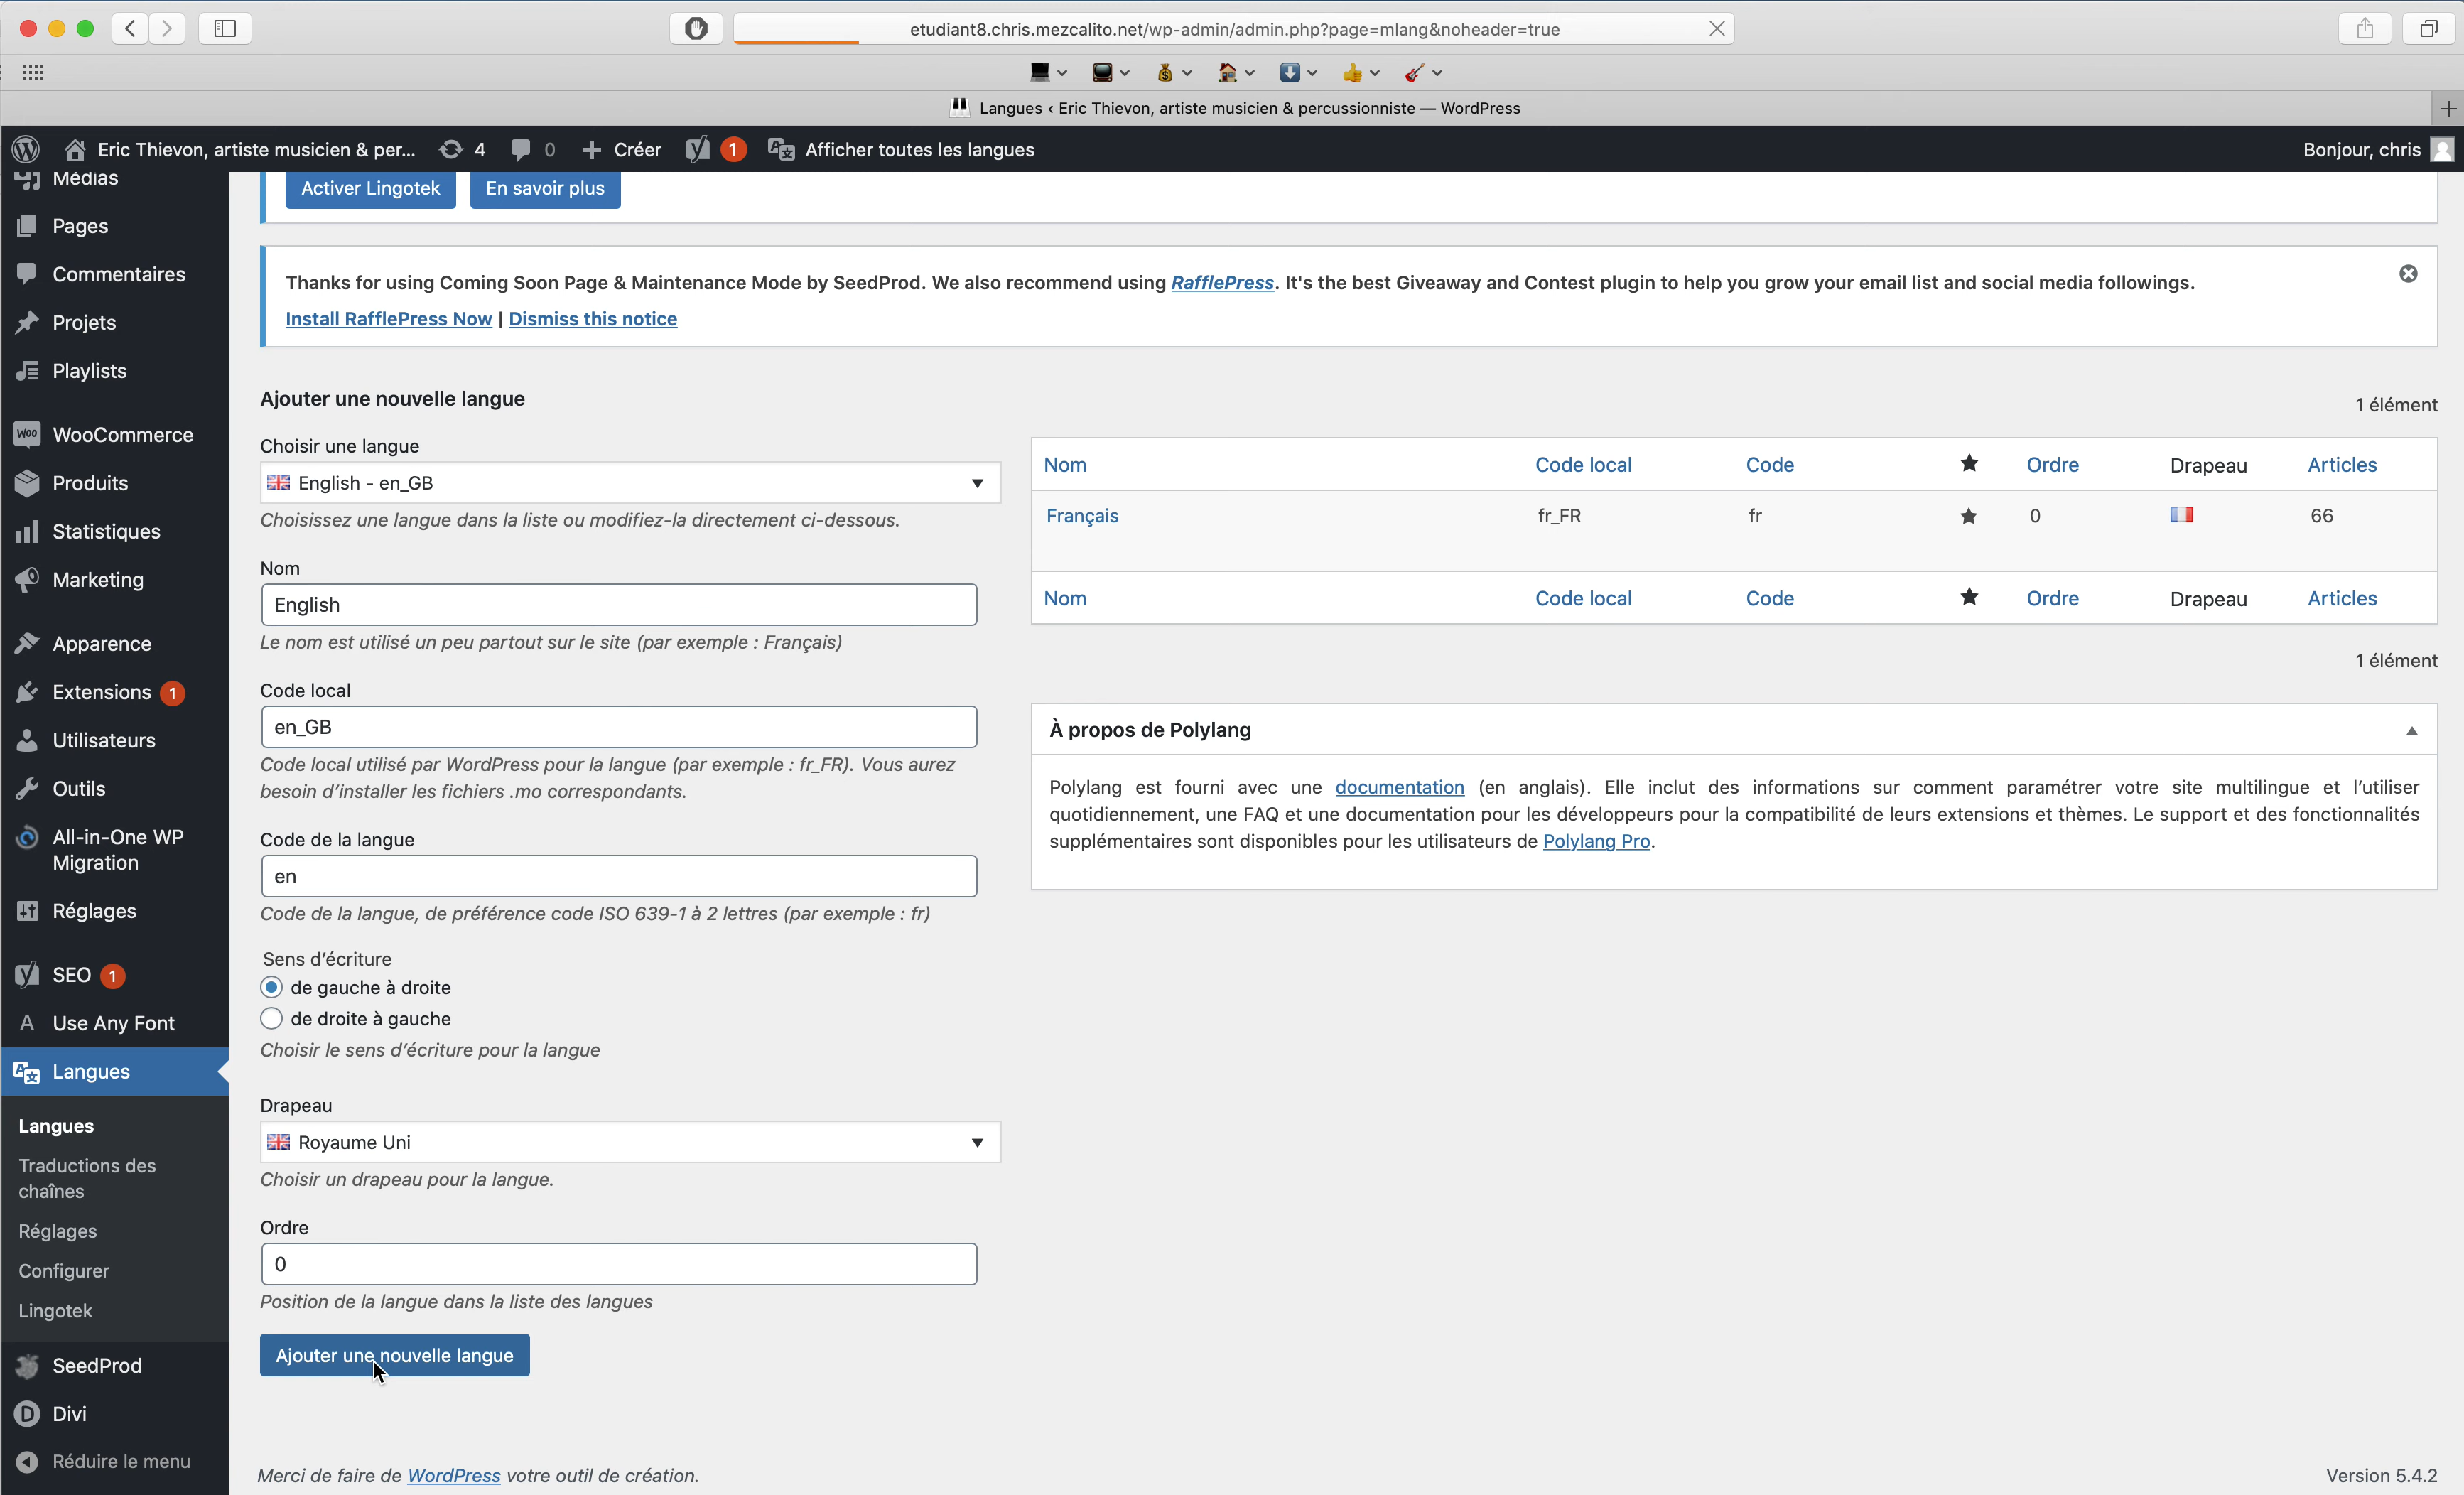 etudiant8.chris.mezcalito.net/wp-admin/admin.php?page=mlang&noheader=true
Langues ‹ Eric Thievon, artiste musicien & percussionniste — WordPress
Eric Thievon, artiste musicien & per... 4 0 Créer 1 Afficher toutes les langues Bonjour, chris
Médias
Pages
Commentaires
Projets
Playlists
WooCommerce
Produits
Statistiques
Marketing
Apparence
Extensions 1
Utilisateurs
Outils
All-in-One WP
Migration
Réglages
SEO 1
Use Any Font
Langues
Langues
Traductions des
chaînes
Réglages
Configurer
Lingotek
SeedProd
Divi
Réduire le menu
Activer Lingotek En savoir plus
Thanks for using Coming Soon Page & Maintenance Mode by SeedProd. We also recommend using RafflePress. It's the best Giveaway and Contest plugin to help you grow your email list and social media followings.
Install RafflePress Now | Dismiss this notice
Ajouter une nouvelle langue
Choisir une langue
English - en_GB
Choisissez une langue dans la liste ou modifiez-la directement ci-dessous.
Nom
English
Le nom est utilisé un peu partout sur le site (par exemple : Français)
Code local
en_GB
Code local utilisé par WordPress pour la langue (par exemple : fr_FR). Vous aurez
besoin d’installer les fichiers .mo correspondants.
Code de la langue
en
Code de la langue, de préférence code ISO 639-1 à 2 lettres (par exemple : fr)
Sens d’écriture
de gauche à droite
de droite à gauche
Choisir le sens d’écriture pour la langue
Drapeau
Royaume Uni
Choisir un drapeau pour la langue.
Ordre
0
Position de la langue dans la liste des langues
Ajouter une nouvelle langue
1 élément
Nom Code local Code ★ Ordre Drapeau Articles
Français fr_FR fr ★ 0 66
Nom Code local Code ★ Ordre Drapeau Articles
1 élément
À propos de Polylang
Polylang est fourni avec une documentation (en anglais). Elle inclut des informations sur comment paramétrer votre site multilingue et l’utiliser
quotidiennement, une FAQ et une documentation pour les développeurs pour la compatibilité de leurs extensions et thèmes. Le support et des fonctionnalités
supplémentaires sont disponibles pour les utilisateurs de Polylang Pro.
Merci de faire de WordPress votre outil de création.
Version 5.4.2